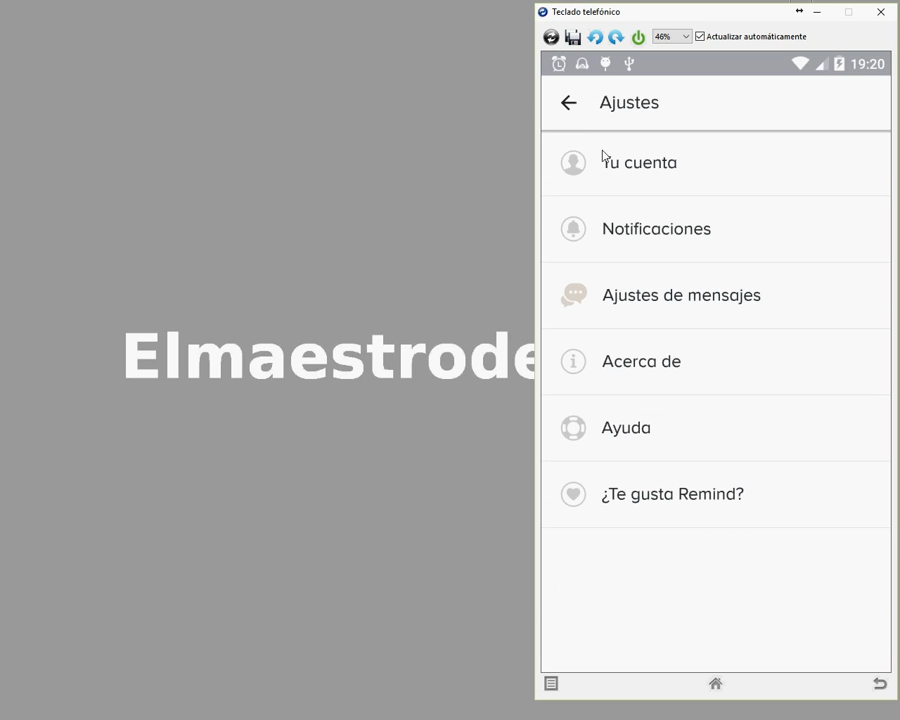 Teclado telefónico
46%
Actualizar automáticamente
19:20
Ajustes
Tu cuenta
Notificaciones
Ajustes de mensajes
Acerca de
Ayuda
¿Te gusta Remind?
Elmaestrode